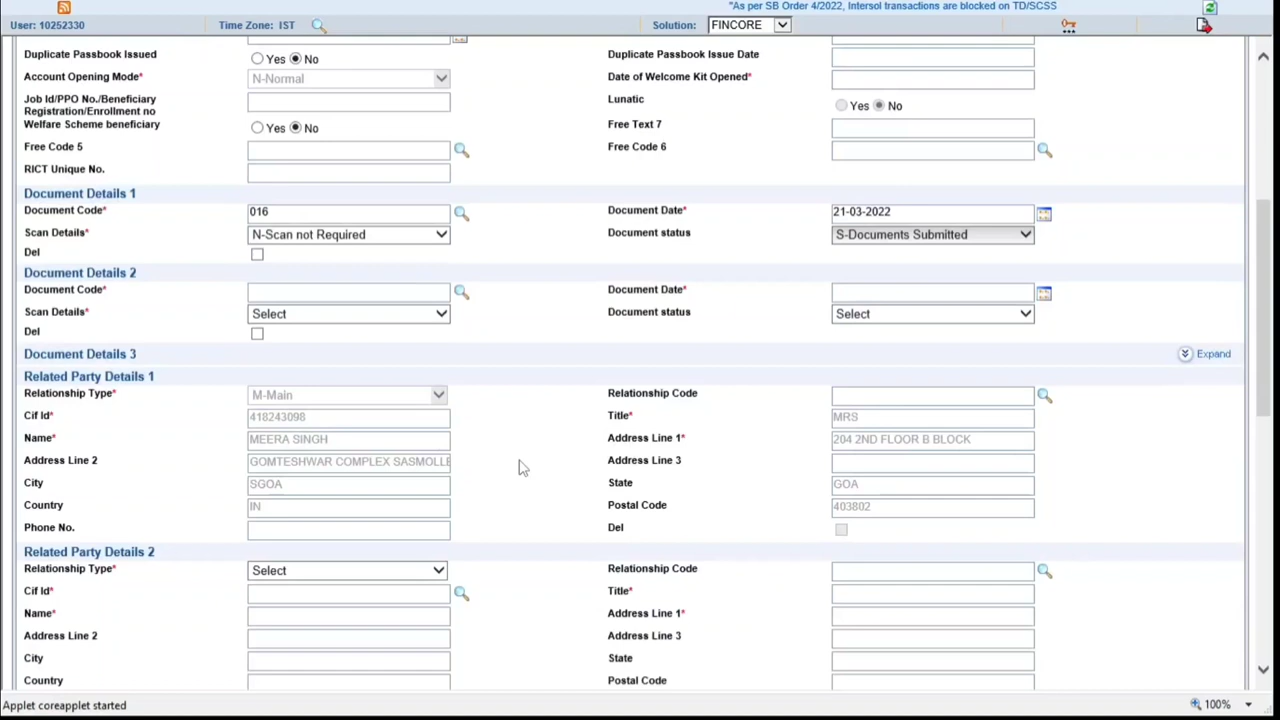 "As per SB Order 4/2022, Intersol transactions are blocked on TD/SCSS
User: 10252330 Time Zone: IST Solution: FINCORE
Duplicate Passbook Issued Yes No Duplicate Passbook Issue Date
Account Opening Mode* N-Normal Date of Welcome Kit Opened*
Job Id/PPO No./Beneficiary Lunatic Yes No
Registration/Enrollment no
Welfare Scheme beneficiary Yes No Free Text 7
Free Code 5 Free Code 6
RICT Unique No.
Document Details 1
Document Code* 016 Document Date* 21-03-2022
Scan Details* N-Scan not Required Document status S-Documents Submitted
Del
Document Details 2
Document Code* Document Date*
Scan Details* Select Document status Select
Del
Document Details 3 Expand
Related Party Details 1
Relationship Type* M-Main Relationship Code
Cif Id* 418243098 Title* MRS
Name* MEERA SINGH Address Line 1* 204 2ND FLOOR B BLOCK
Address Line 2 GOMTESHWAR COMPLEX SASMOLLE Address Line 3
City SGOA State GOA
Country IN Postal Code 403802
Phone No. Del
Related Party Details 2
Relationship Type* Select Relationship Code
Cif Id* Title*
Name* Address Line 1*
Address Line 2 Address Line 3
City State
Country Postal Code
Applet coreapplet started 100%